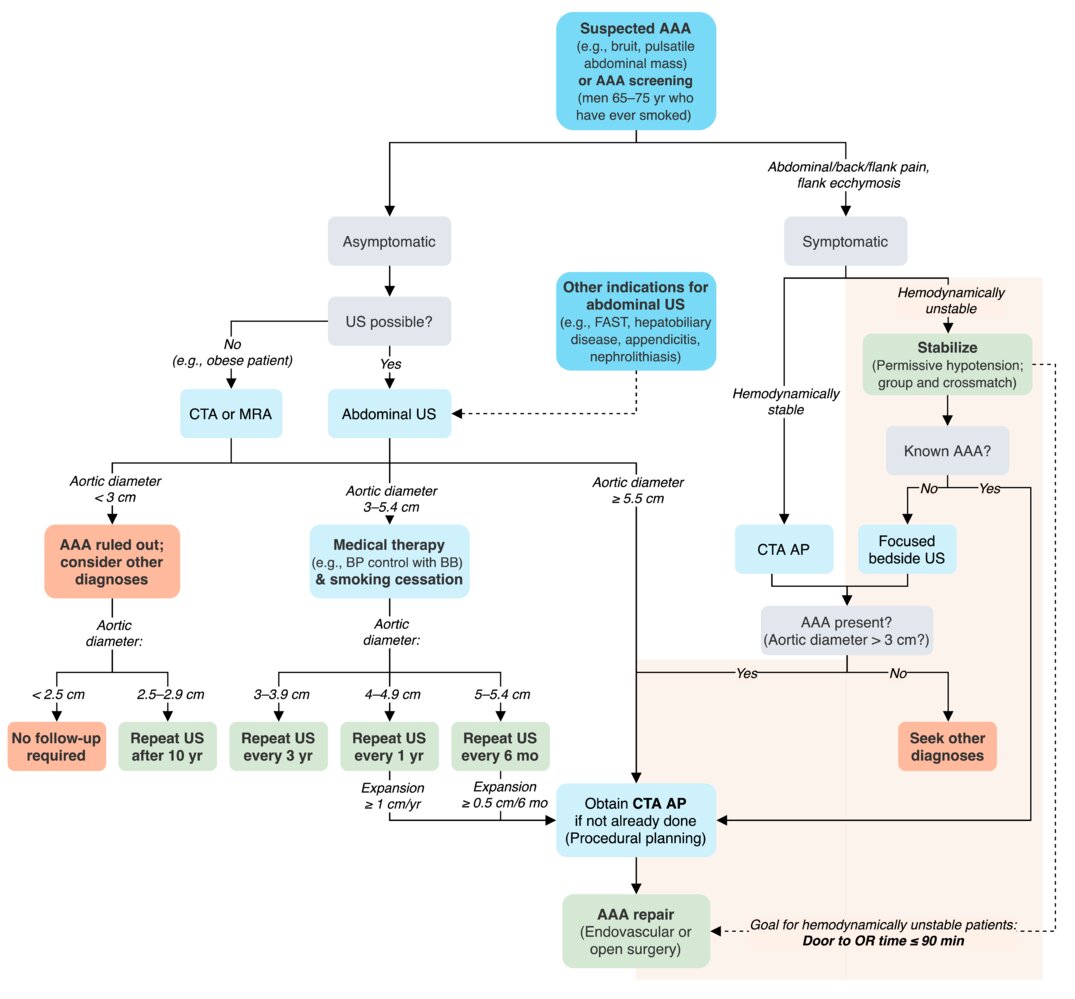 Suspected AAA
(e.g., bruit, pulsatile
abdominal mass)
or AAA screening
(men 65–75 yr who
have ever smoked)
Abdominal/back/flank pain,
flank ecchymosis
Asymptomatic
Symptomatic
US possible?
Other indications for
abdominal US
(e.g., FAST, hepatobiliary
disease, appendicitis,
nephrolithiasis)
Hemodynamically
unstable
Stabilize
(Permissive hypotension;
group and crossmatch)
No
(e.g., obese patient)
Yes
CTA or MRA
Abdominal US
Hemodynamically
stable
Known AAA?
No
Yes
Aortic diameter
< 3 cm
Aortic diameter
3–5.4 cm
Aortic diameter
≥ 5.5 cm
AAA ruled out;
consider other
diagnoses
Medical therapy
(e.g., BP control with BB)
& smoking cessation
CTA AP
Focused
bedside US
AAA present?
(Aortic diameter > 3 cm?)
Aortic
diameter:
Aortic
diameter:
Yes
No
< 2.5 cm
2.5–2.9 cm
3–3.9 cm
4–4.9 cm
5–5.4 cm
No follow-up
required
Repeat US
after 10 yr
Repeat US
every 3 yr
Repeat US
every 1 yr
Repeat US
every 6 mo
Seek other
diagnoses
Expansion
≥ 1 cm/yr
Expansion
≥ 0.5 cm/6 mo
Obtain CTA AP
if not already done
(Procedural planning)
AAA repair
(Endovascular or
open surgery)
Goal for hemodynamically unstable patients:
Door to OR time ≤ 90 min